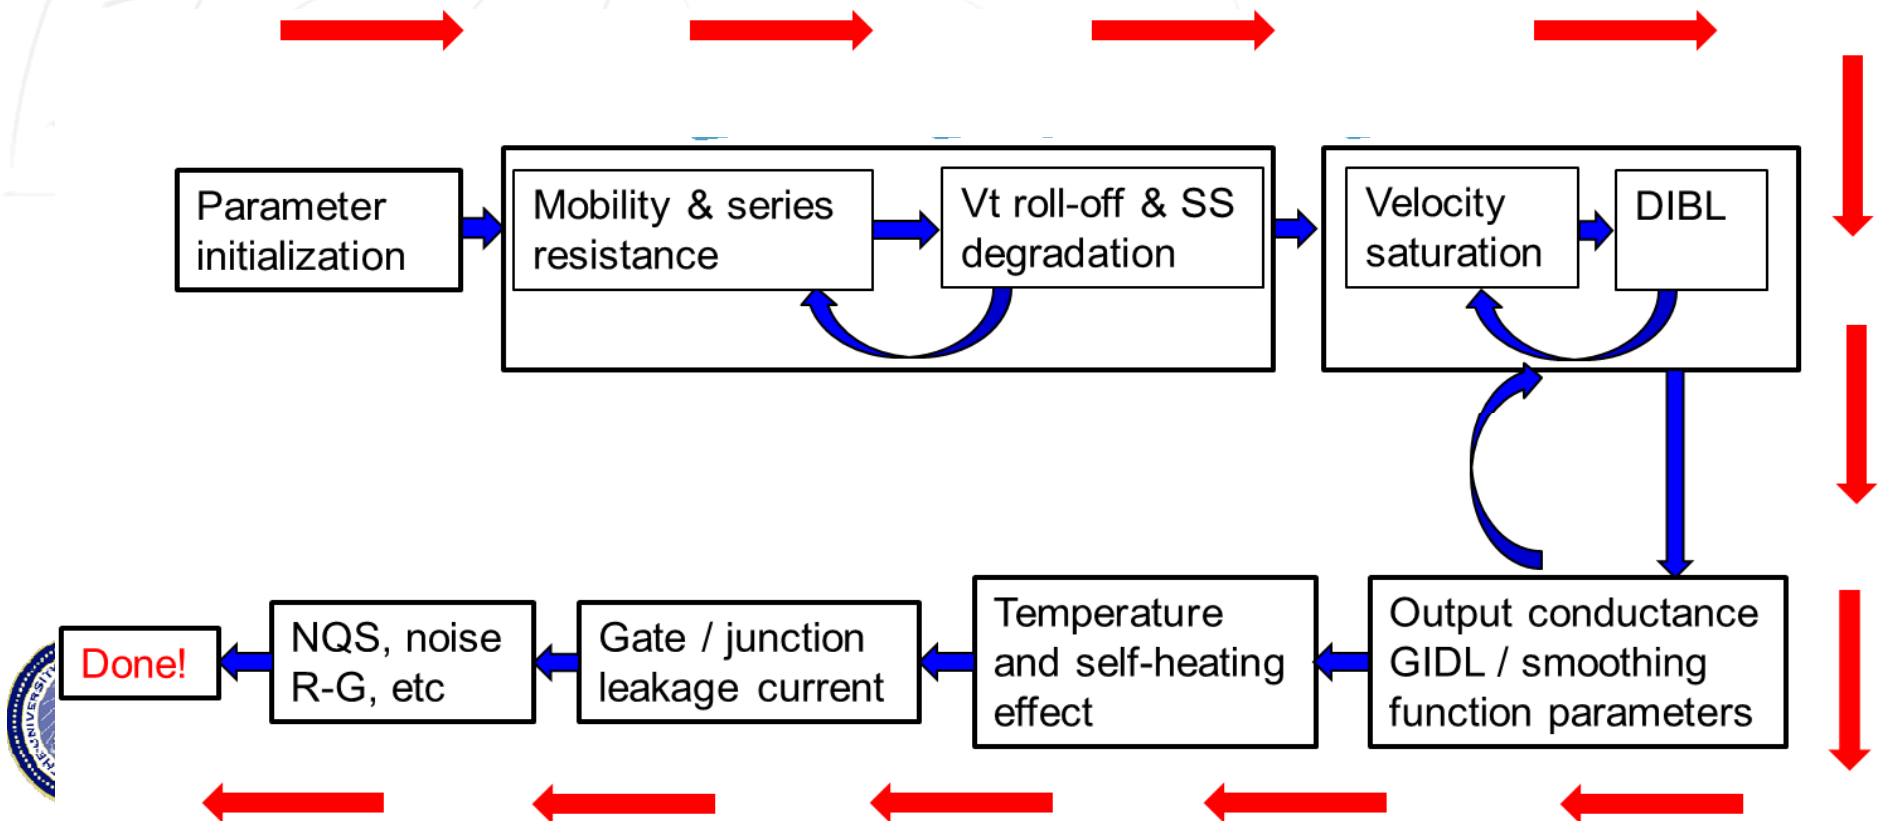 Parameter
initialization
Mobility & series
resistance
Vt roll-off & SS
degradation
Velocity
saturation
DIBL
Output conductance
GIDL / smoothing
function parameters
Temperature
and self-heating
effect
Gate / junction
leakage current
NQS, noise
R-G, etc
Done!